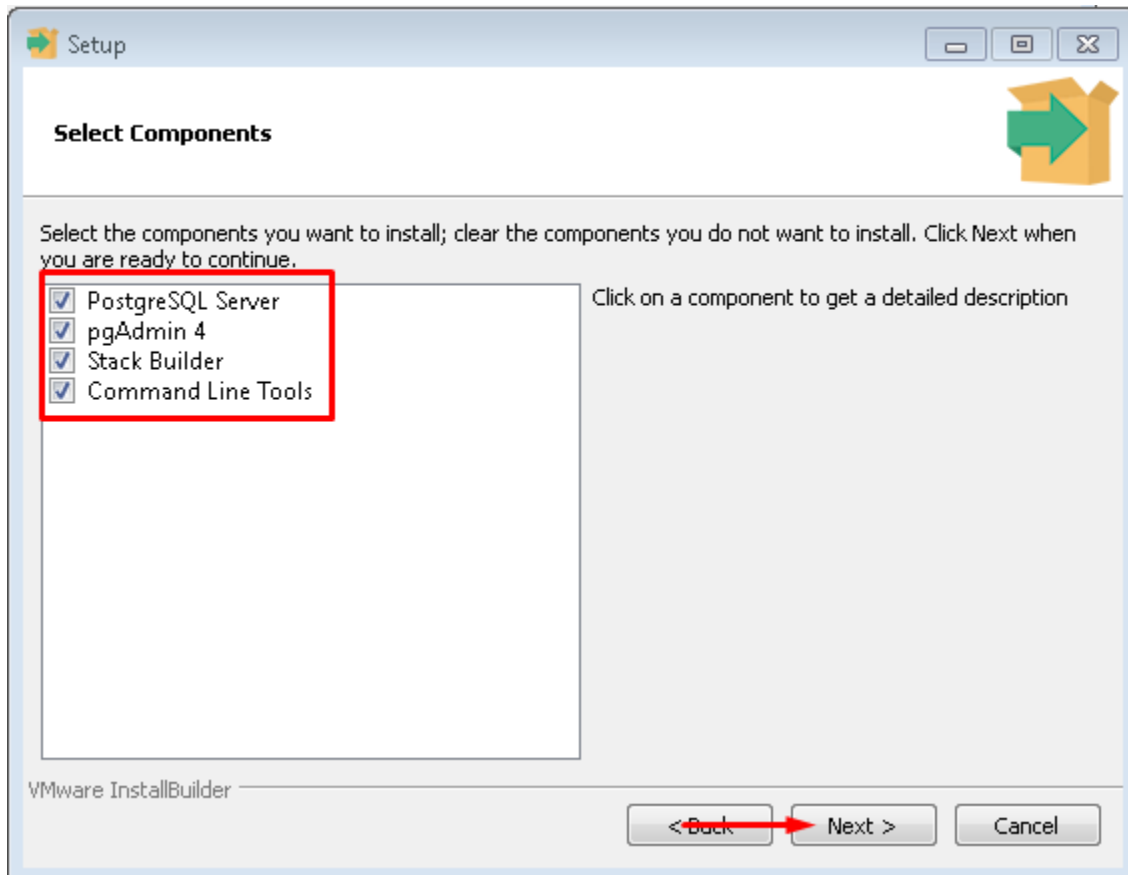 Setup
Select Components
Select the components you want to install; clear the components you do not want to install. Click Next when
you are ready to continue.
PostgreSQL Server
pgAdmin 4
Stack Builder
Command Line Tools
Click on a component to get a detailed description
VMware InstallBuilder
< Back
Next >
Cancel